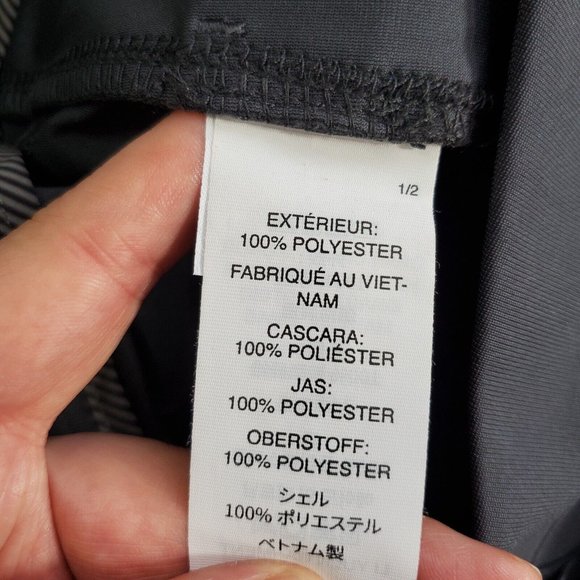 1/2
EXTÉRIEUR:
100% POLYESTER
FABRIQUÉ AU VIET-
NAM
CASCARA:
100% POLIÉSTER
JAS:
100% POLYESTER
OBERSTOFF:
100% POLYESTER
シェル
100% ポリエステル
ベトナム製